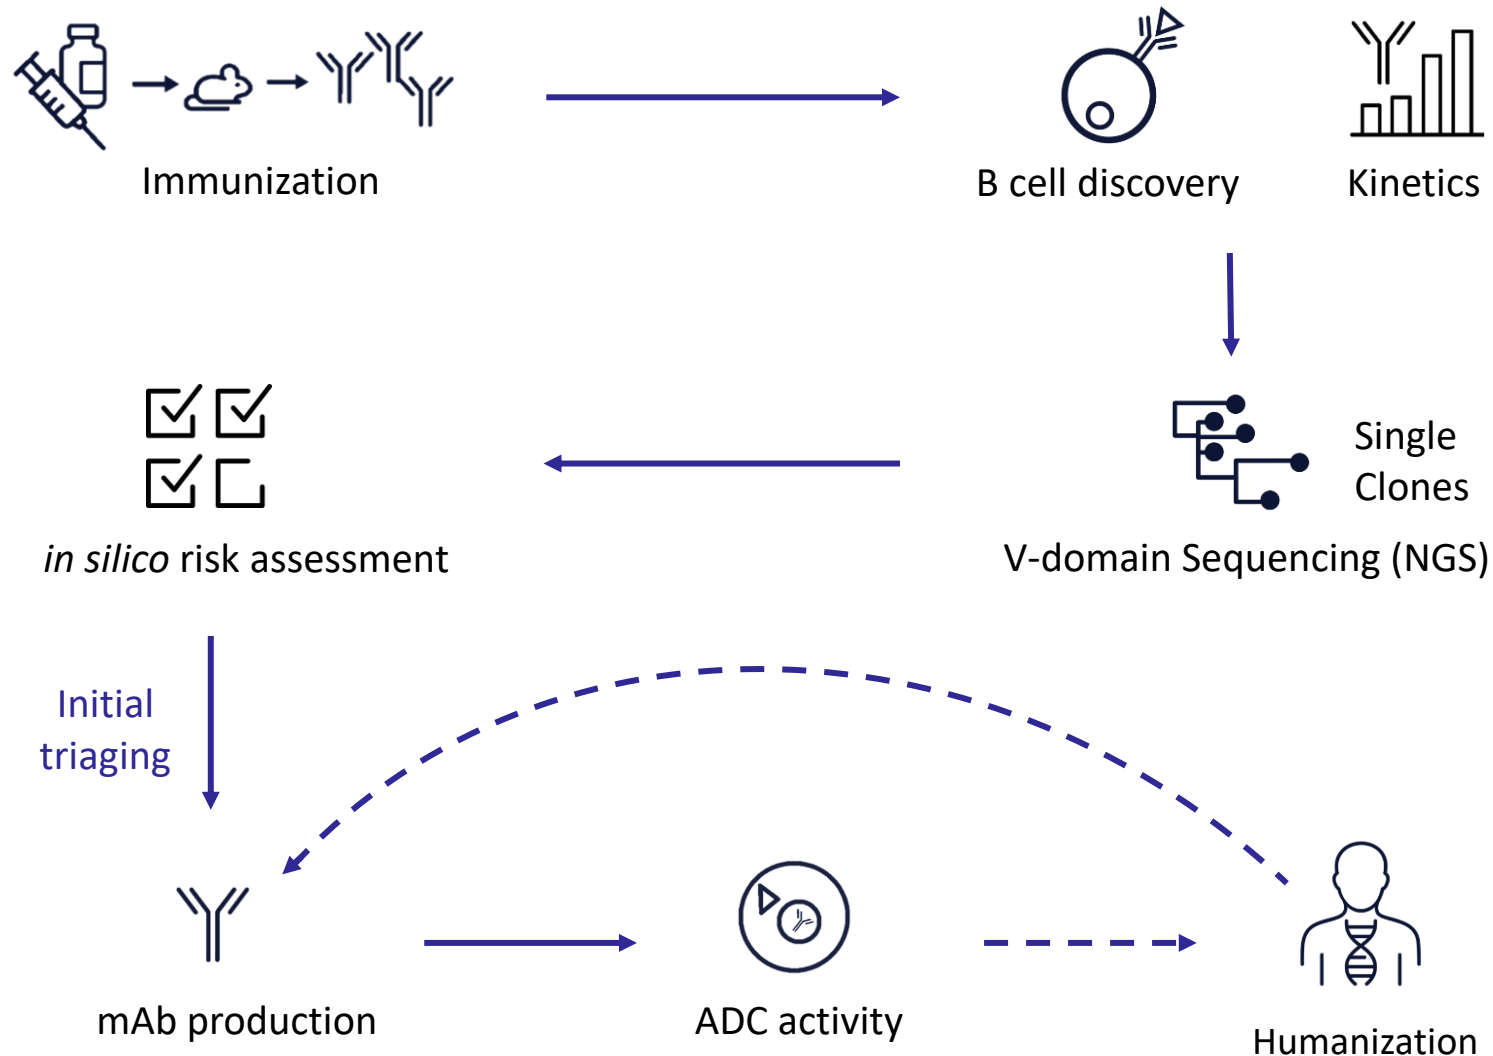 Immunization
B cell discovery
Kinetics
Single
Clones
V-domain Sequencing (NGS)
in silico risk assessment
Initial
triaging
mAb production
ADC activity
Humanization